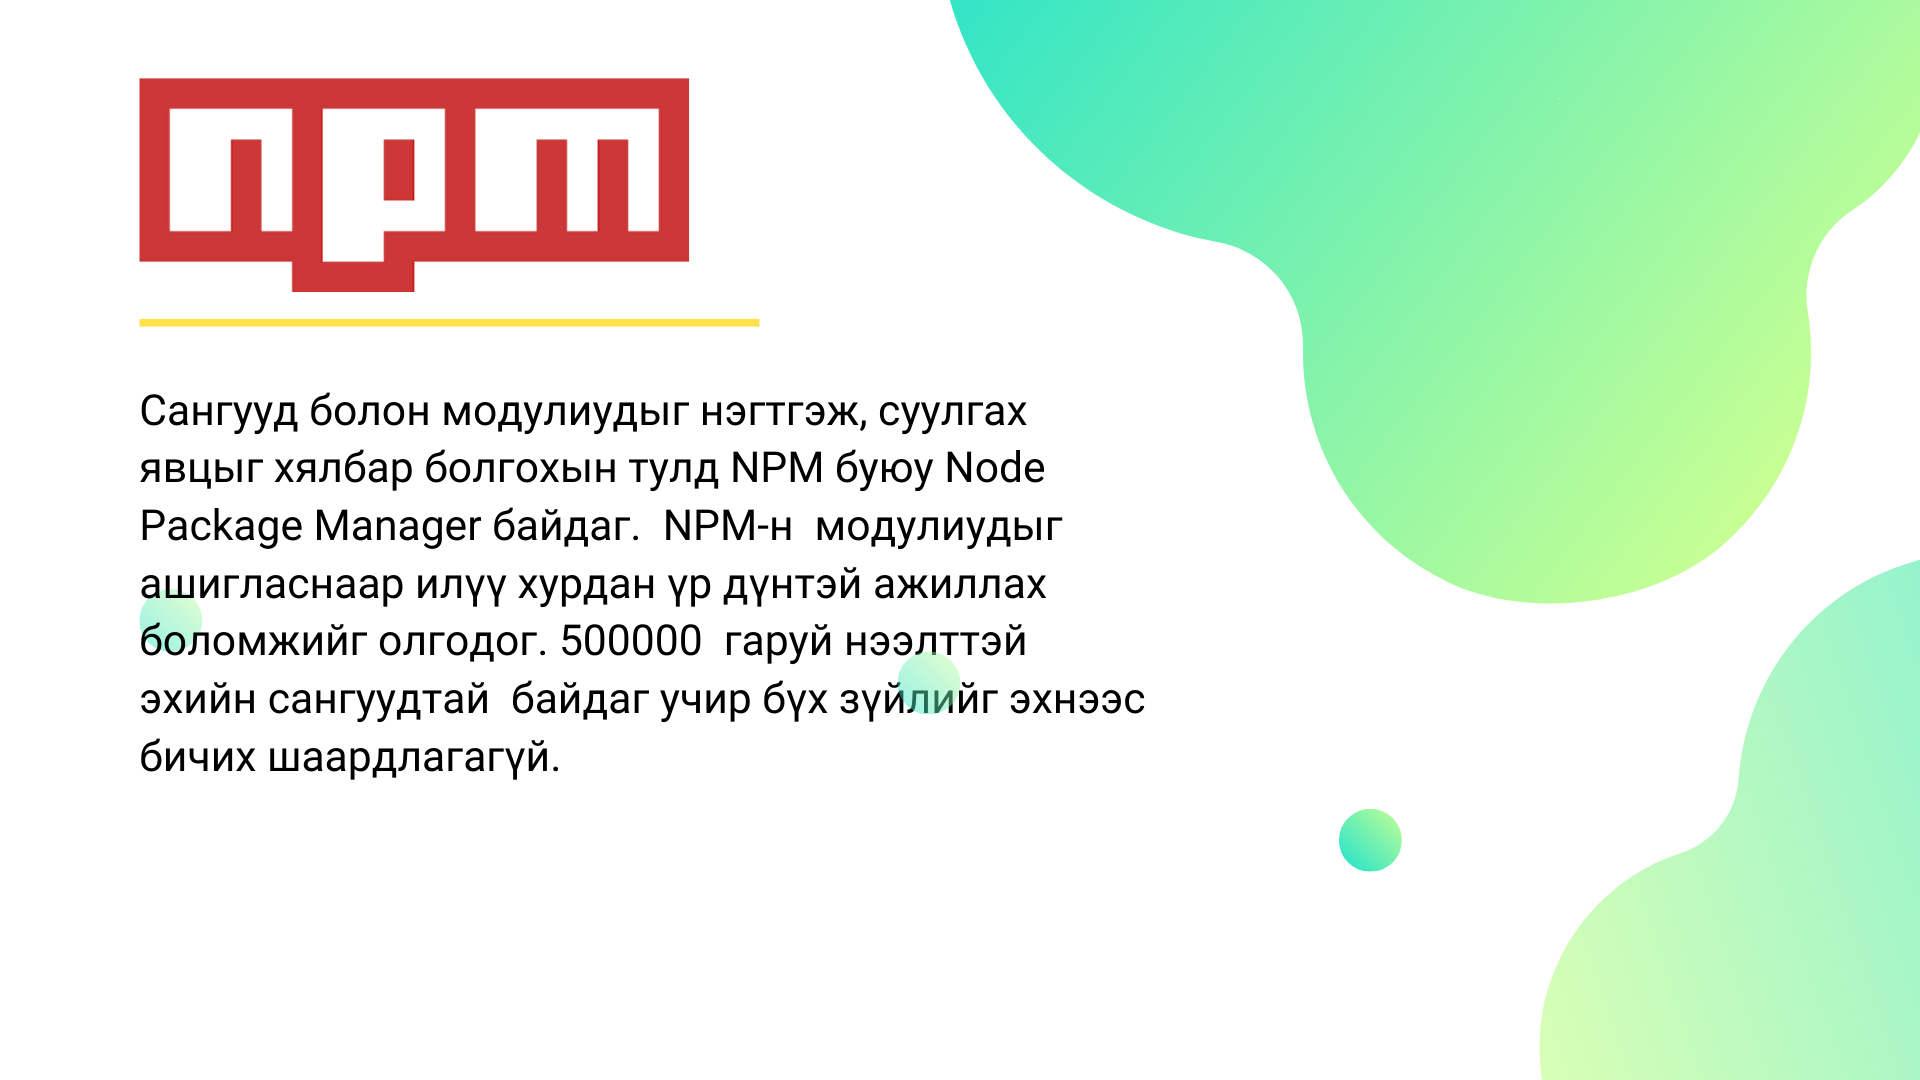 npm
Сангууд болон модулиудыг нэгтгэж, суулгах
явцыг хялбар болгохын тулд NPM буюу Node
Package Manager байдаг.  NPM-н  модулиудыг
ашигласнаар илүү хурдан үр дүнтэй ажиллах
боломжийг олгодог. 500000  гаруй нээлттэй
эхийн сангуудтай  байдаг учир бүх зүйлийг эхнээс
бичих шаардлагагүй.